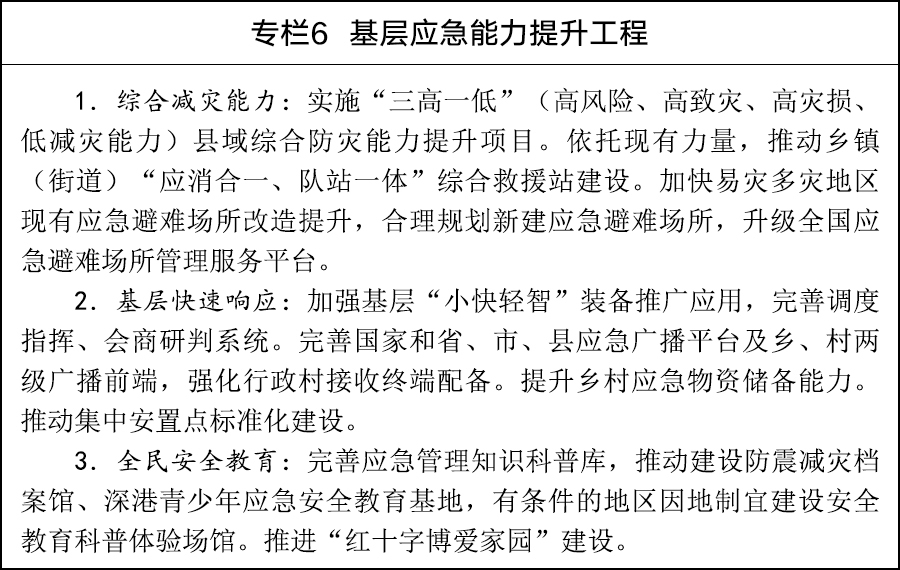 专栏6 基层应急能力提升工程
1. 综合减灾能力：实施“三高一低”（高风险、高致灾、高灾损、
低减灾能力）县域综合防灾能力提升项目。依托现有力量，推动乡镇
（街道）“应消合一、队站一体”综合救援站建设。加快易灾多灾地区
现有应急避难场所改造提升，合理规划新建应急避难场所，升级全国应
急避难场所管理服务平台。
2. 基层快速响应：加强基层“小快轻智”装备推广应用，完善调度
指挥、会商研判系统。完善国家和省、市、县应急广播平台及乡、村两
级广播前端，强化行政村接收终端配备。提升乡村应急物资储备能力。
推动集中安置点标准化建设。
3. 全民安全教育：完善应急管理知识科普库，推动建设防震减灾档
案馆、深港青少年应急安全教育基地，有条件的地区因地制宜建设安全
教育科普体验场馆。推进“红十字博爱家园”建设。